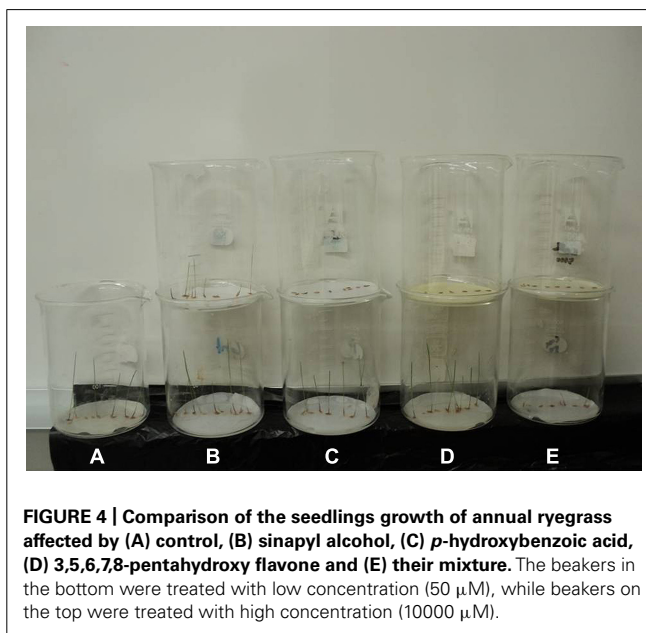 A B C D E
FIGURE 4 | Comparison of the seedlings growth of annual ryegrass
affected by (A) control, (B) sinapyl alcohol, (C) p-hydroxybenzoic acid,
(D) 3,5,6,7,8-pentahydroxy flavone and (E) their mixture. The beakers in
the bottom were treated with low concentration (50 μM), while beakers on
the top were treated with high concentration (10000 μM).